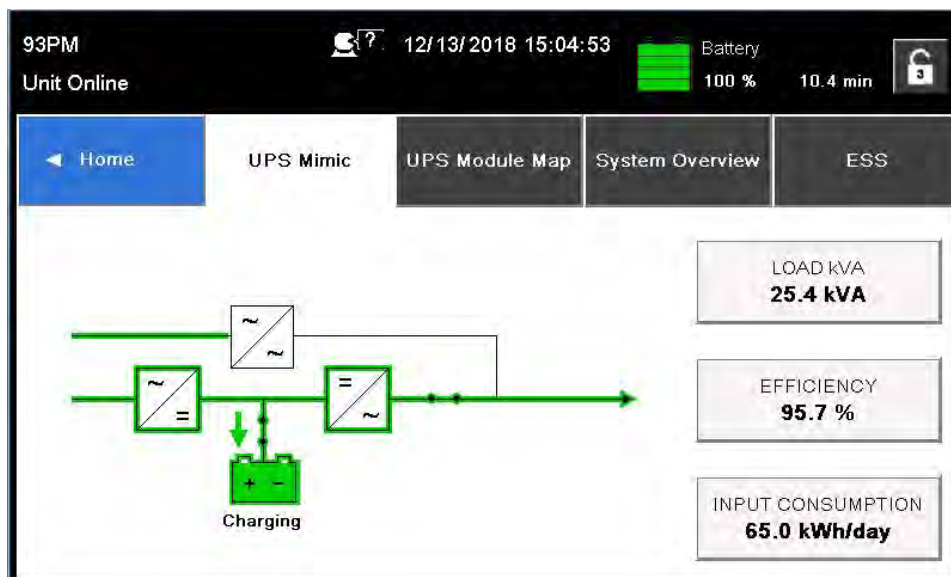 93PM
?
12/13/2018 15:04:53
Battery
Unit Online
100 %
10.4 min
3
◄ Home
UPS Mimic
UPS Module Map
System Overview
ESS
LOAD kVA
25.4 kVA
~
~
~
=
=
~
EFFICIENCY
95.7 %
+ -
Charging
INPUT CONSUMPTION
65.0 kWh/day